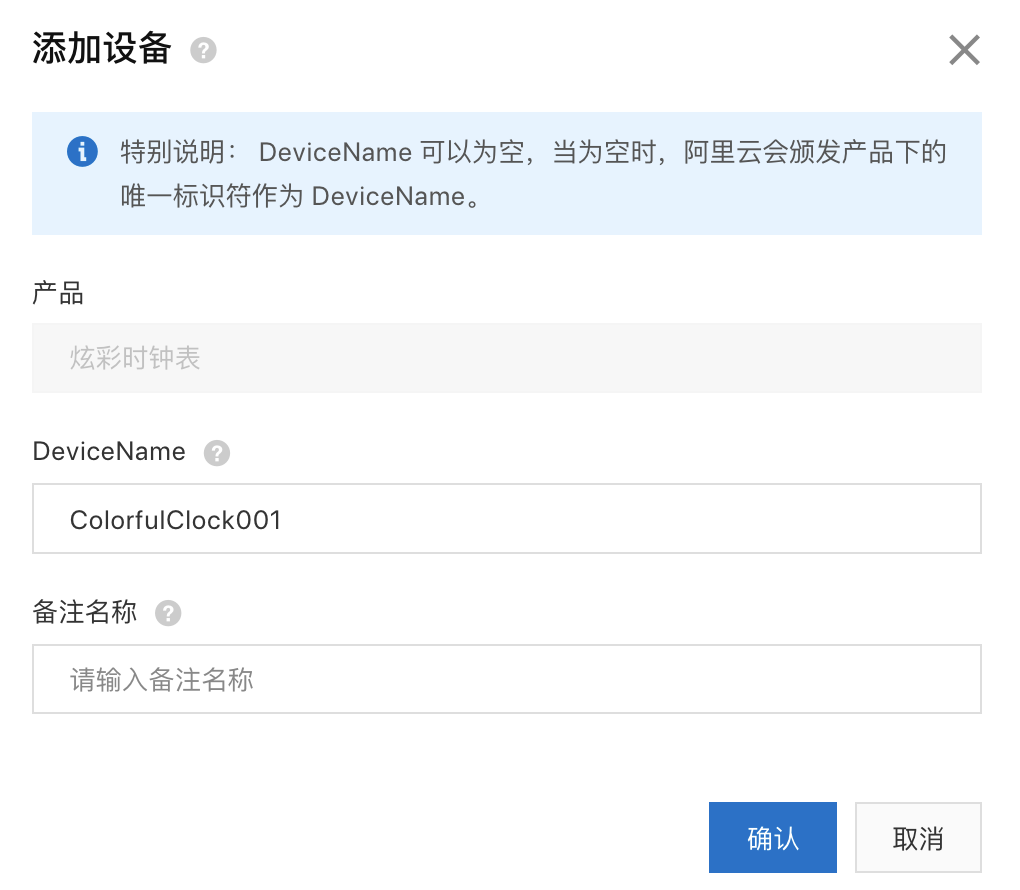 添加设备
特别说明： DeviceName 可以为空，当为空时，阿里云会颁发产品下的
唯一标识符作为 DeviceName。
产品
炫彩时钟表
DeviceName
ColorfulClock001
备注名称
请输入备注名称
确认 取消